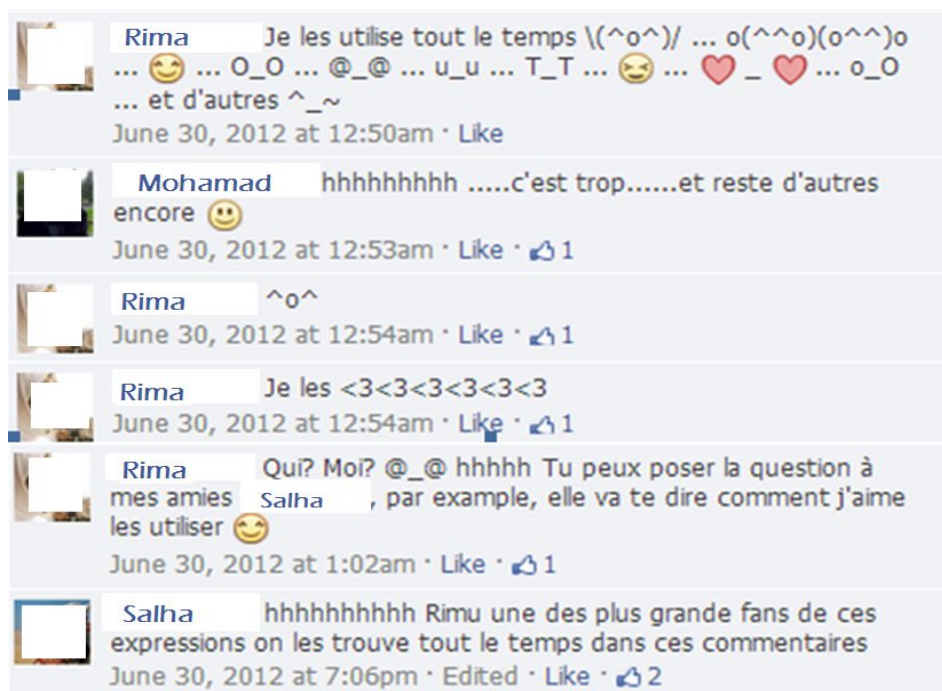 Rima Je les utilise tout le temps \(^o^)/ ... o(^^o)(o^^)o
... 😊 ... O_O ... @_@ ... u_u ... T_T ... 😆 ... ❤ _ ❤ ... o_O
... et d'autres ^_~
June 30, 2012 at 12:50am · Like
Mohamad hhhhhhhhh .....c'est trop......et reste d'autres
encore 🙂
June 30, 2012 at 12:53am · Like · 👍 1
Rima ^o^
June 30, 2012 at 12:54am · Like · 👍 1
Rima Je les <3<3<3<3<3<3
June 30, 2012 at 12:54am · Like · 👍 1
Rima Qui? Moi? @_@ hhhhh Tu peux poser la question à
mes amies Salha , par example, elle va te dire comment j'aime
les utiliser 😊
June 30, 2012 at 1:02am · Like · 👍 1
Salha hhhhhhhhhh Rimu une des plus grande fans de ces
expressions on les trouve tout le temps dans ces commentaires
June 30, 2012 at 7:06pm · Edited · Like · 👍 2